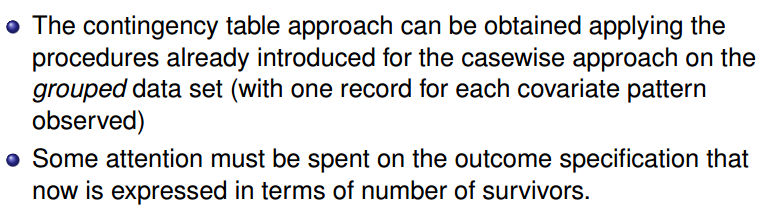 The contingency table approach can be obtained applying the
procedures already introduced for the casewise approach on the
grouped data set (with one record for each covariate pattern
observed)
Some attention must be spent on the outcome specification that
now is expressed in terms of number of survivors.